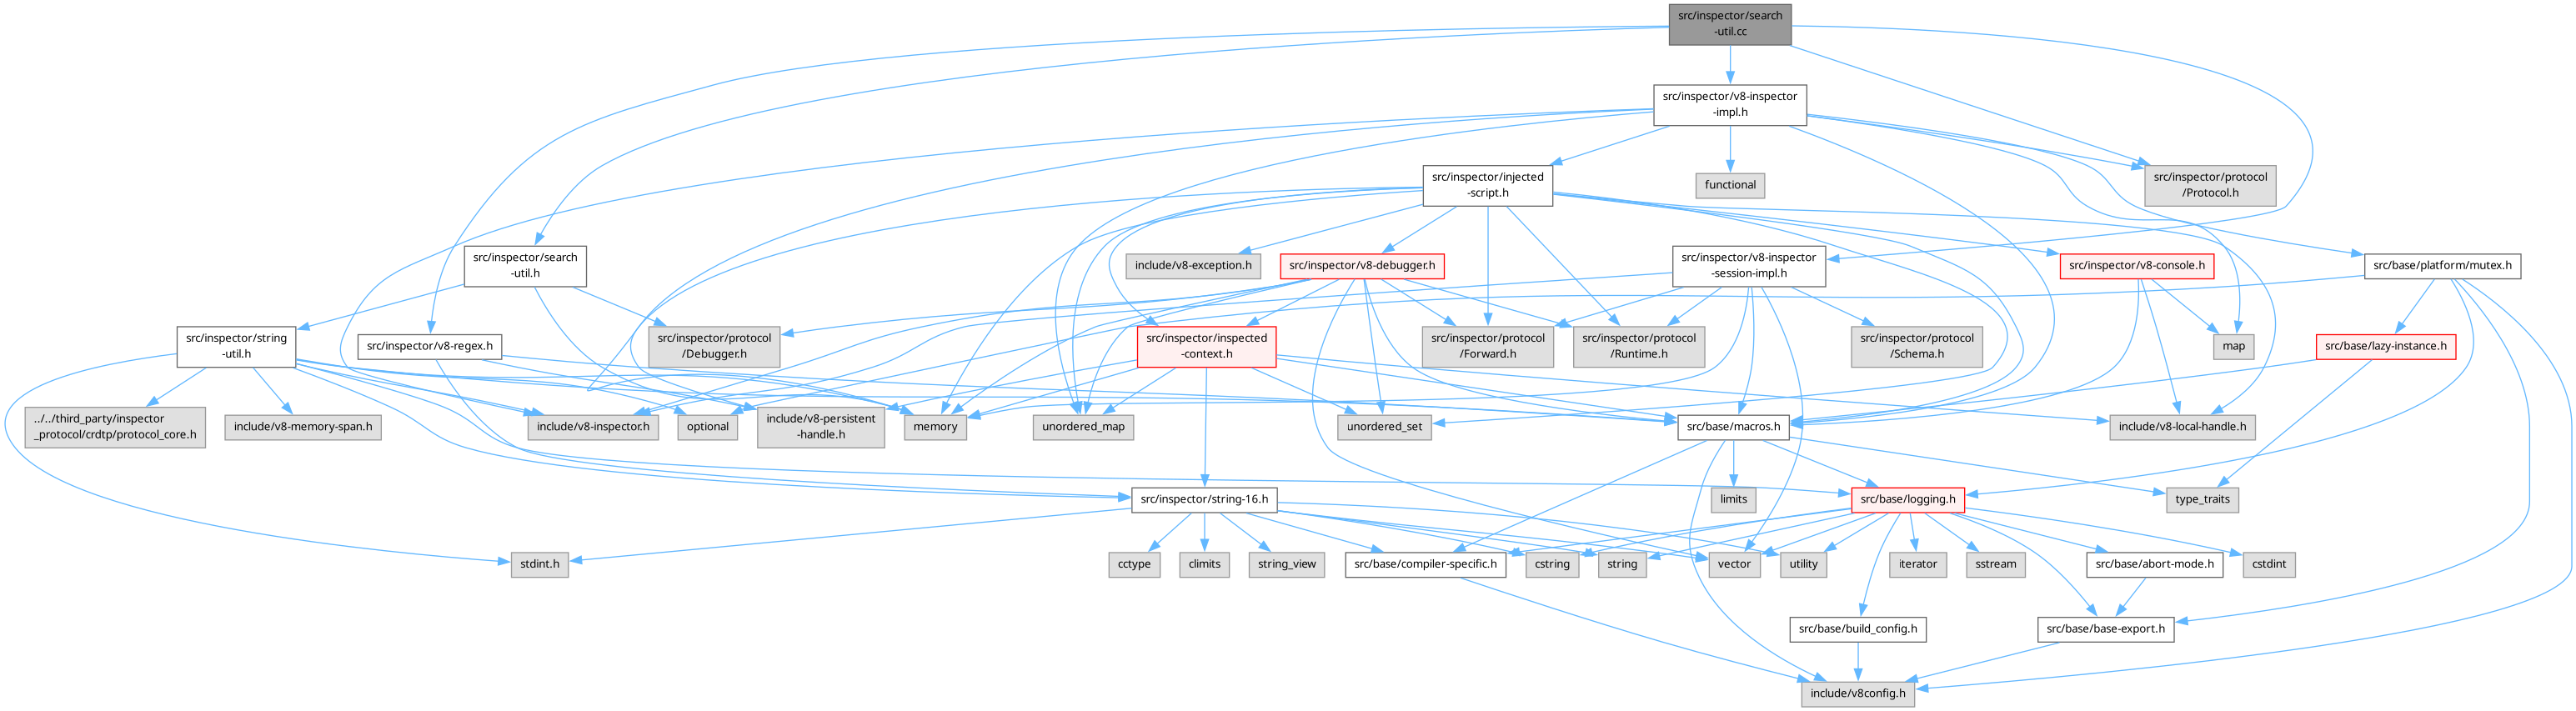 src/inspector/search
-util.cc
src/inspector/v8-inspector
-impl.h
src/inspector/injected
-script.h
functional
src/inspector/protocol
/Protocol.h
src/inspector/search
-util.h
include/v8-exception.h
src/inspector/v8-debugger.h
src/inspector/v8-inspector
-session-impl.h
src/inspector/v8-console.h
src/base/platform/mutex.h
src/inspector/string
-util.h
src/inspector/v8-regex.h
src/inspector/protocol
/Debugger.h
src/inspector/inspected
-context.h
src/inspector/protocol
/Forward.h
src/inspector/protocol
/Runtime.h
src/inspector/protocol
/Schema.h
map
src/base/lazy-instance.h
../../third_party/inspector
_protocol/crdtp/protocol_core.h
include/v8-memory-span.h
include/v8-inspector.h
optional
include/v8-persistent
-handle.h
memory
unordered_map
unordered_set
src/base/macros.h
include/v8-local-handle.h
src/inspector/string-16.h
limits
src/base/logging.h
type_traits
stdint.h
cctype
climits
string_view
src/base/compiler-specific.h
cstring
string
vector
utility
iterator
sstream
src/base/abort-mode.h
cstdint
src/base/build_config.h
src/base/base-export.h
include/v8config.h